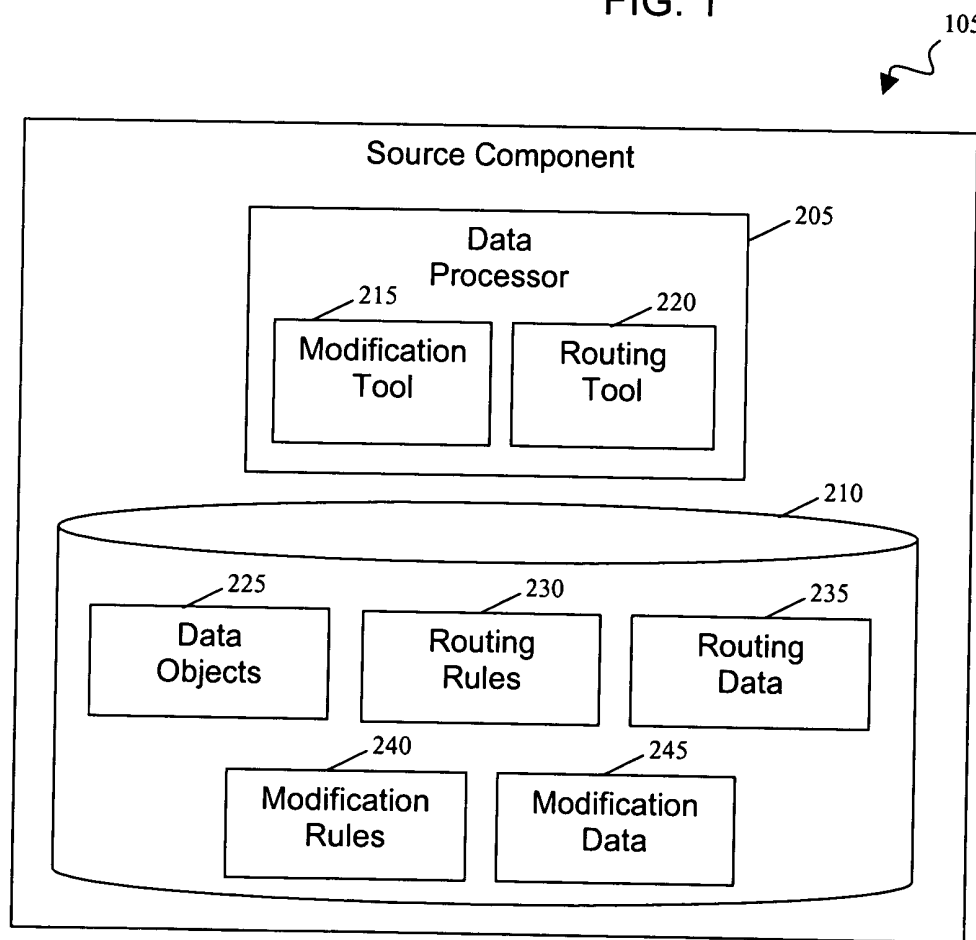 FIG. 1
105
Source Component
205
Data
Processor
215
220
Modification
Tool
Routing
Tool
210
225
230
235
Data
Objects
Routing
Rules
Routing
Data
240
245
Modification
Rules
Modification
Data